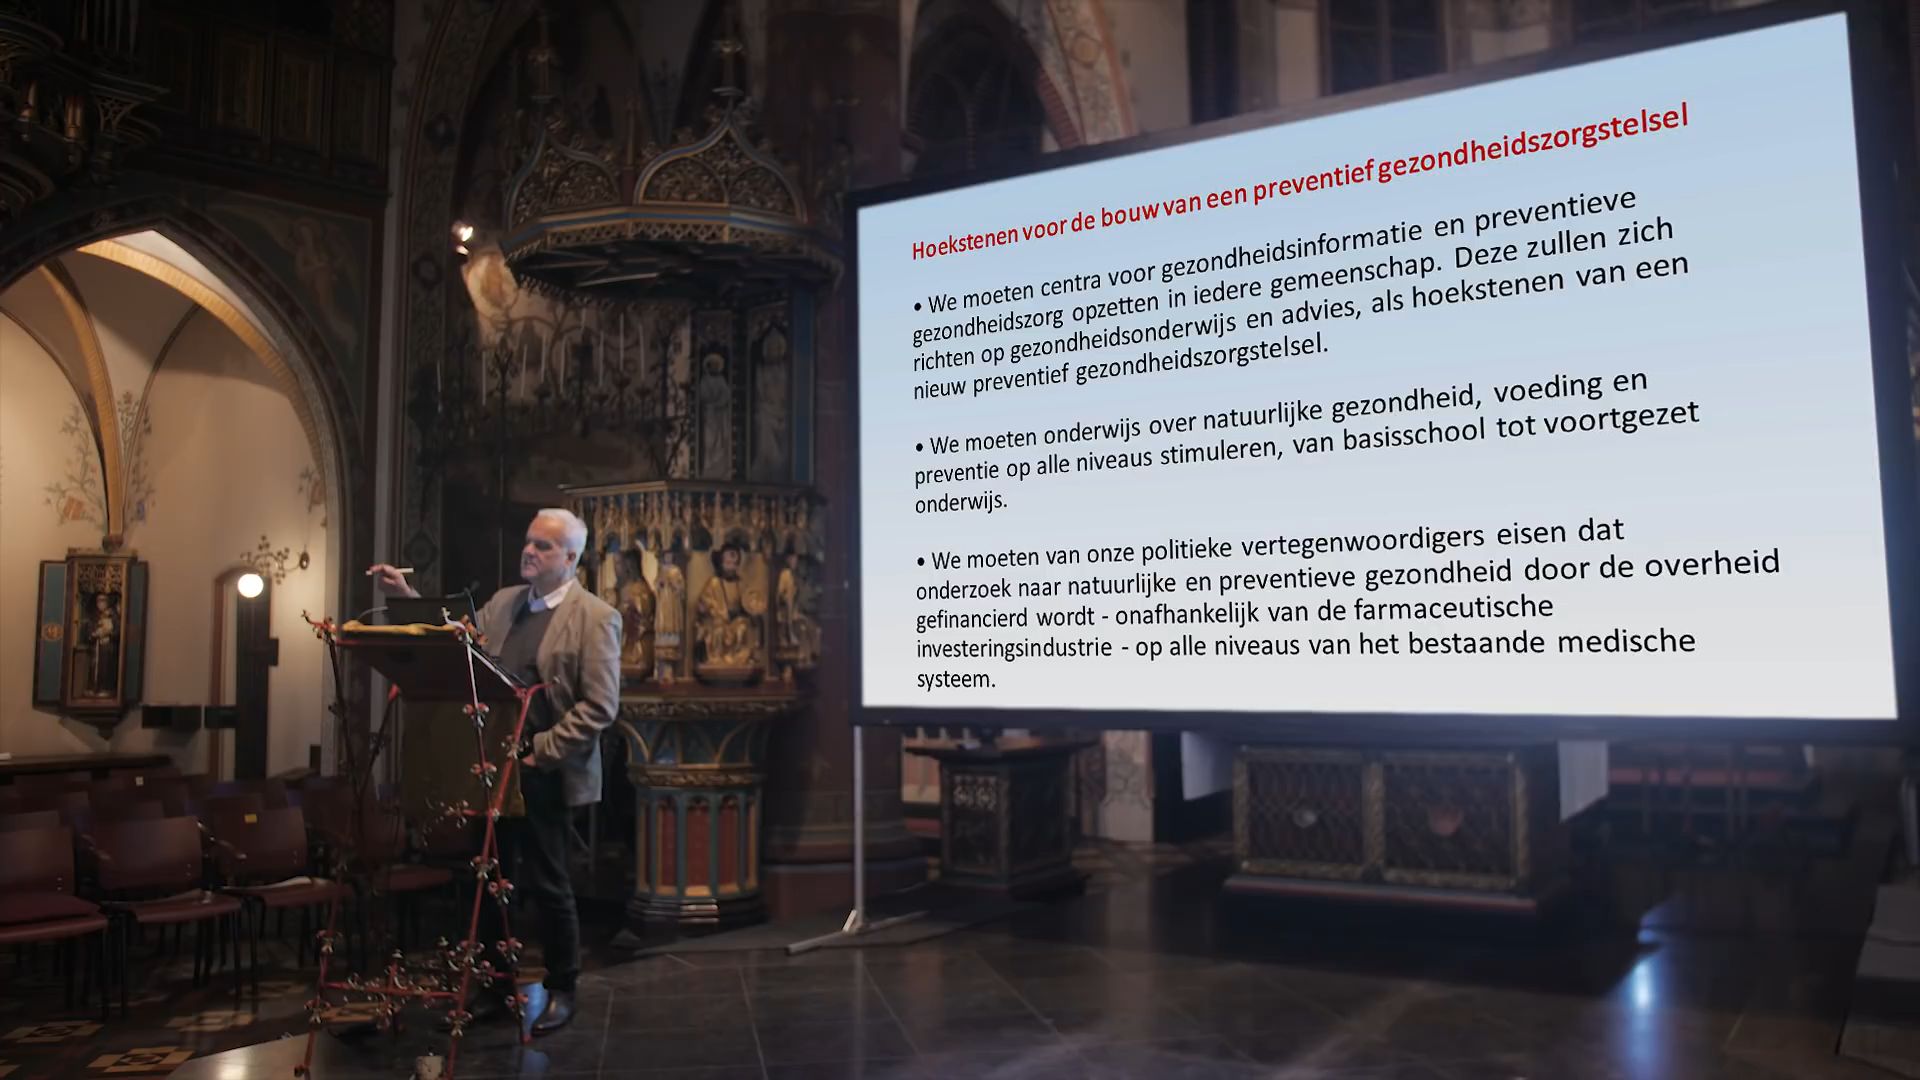 Hoekstenen voor de bouw van een preventief gezondheidszorgstelsel
• We moeten centra voor gezondheidsinformatie en preventieve
gezondheidszorg opzetten in iedere gemeenschap. Deze zullen zich
richten op gezondheidsonderwijs en advies, als hoekstenen van een
nieuw preventief gezondheidszorgstelsel.
• We moeten onderwijs over natuurlijke gezondheid, voeding en
preventie op alle niveaus stimuleren, van basisschool tot voortgezet
onderwijs.
• We moeten van onze politieke vertegenwoordigers eisen dat
onderzoek naar natuurlijke en preventieve gezondheid door de overheid
gefinancierd wordt - onafhankelijk van de farmaceutische
investeringsindustrie - op alle niveaus van het bestaande medische
systeem.